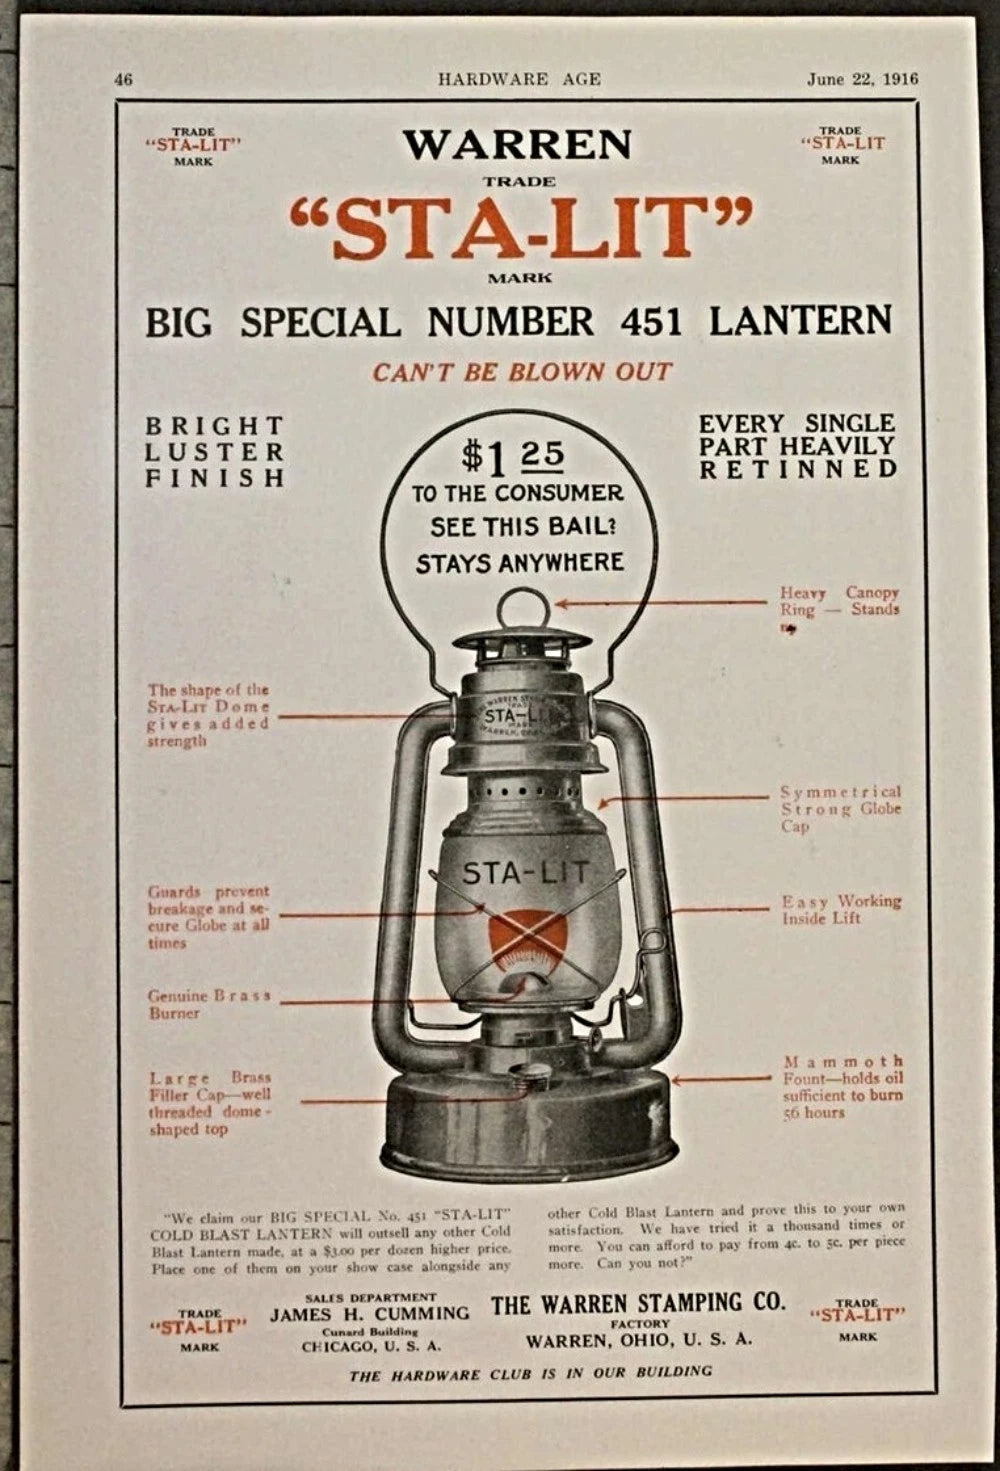 46 HARDWARE AGE June 22, 1916
TRADE
"STA-LIT"
MARK
WARREN
TRADE
"STA-LIT"
MARK
TRADE
"STA-LIT
MARK
BIG SPECIAL NUMBER 451 LANTERN
CAN'T BE BLOWN OUT
BRIGHT
LUSTER
FINISH
EVERY SINGLE
PART HEAVILY
RETINNED
$1 25
TO THE CONSUMER
SEE THIS BAIL?
STAYS ANYWHERE
Heavy Canopy
Ring — Stands
The shape of the
STA-LIT Dome
gives added
strength
STA-LI
Symmetrical
Strong Globe
Cap
STA-LIT
Guards prevent
breakage and se-
cure Globe at all
times
Easy Working
Inside Lift
Genuine Brass
Burner
Large Brass
Filler Cap—well
threaded dome-
shaped top
Mammoth
Fount—holds oil
sufficient to burn
56 hours
"We claim our BIG SPECIAL No. 451 "STA-LIT"
COLD BLAST LANTERN will outsell any other Cold
Blast Lantern made, at a $3.00 per dozen higher price.
Place one of them on your show case alongside any
other Cold Blast Lantern and prove this to your own
satisfaction. We have tried it a thousand times or
more. You can afford to pay from 4c. to 5c. per piece
more. Can you not?"
TRADE
"STA-LIT"
MARK
SALES DEPARTMENT
JAMES H. CUMMING
Cunard Building
CHICAGO, U. S. A.
THE WARREN STAMPING CO.
FACTORY
WARREN, OHIO, U. S. A.
TRADE
"STA-LIT"
MARK
THE HARDWARE CLUB IS IN OUR BUILDING